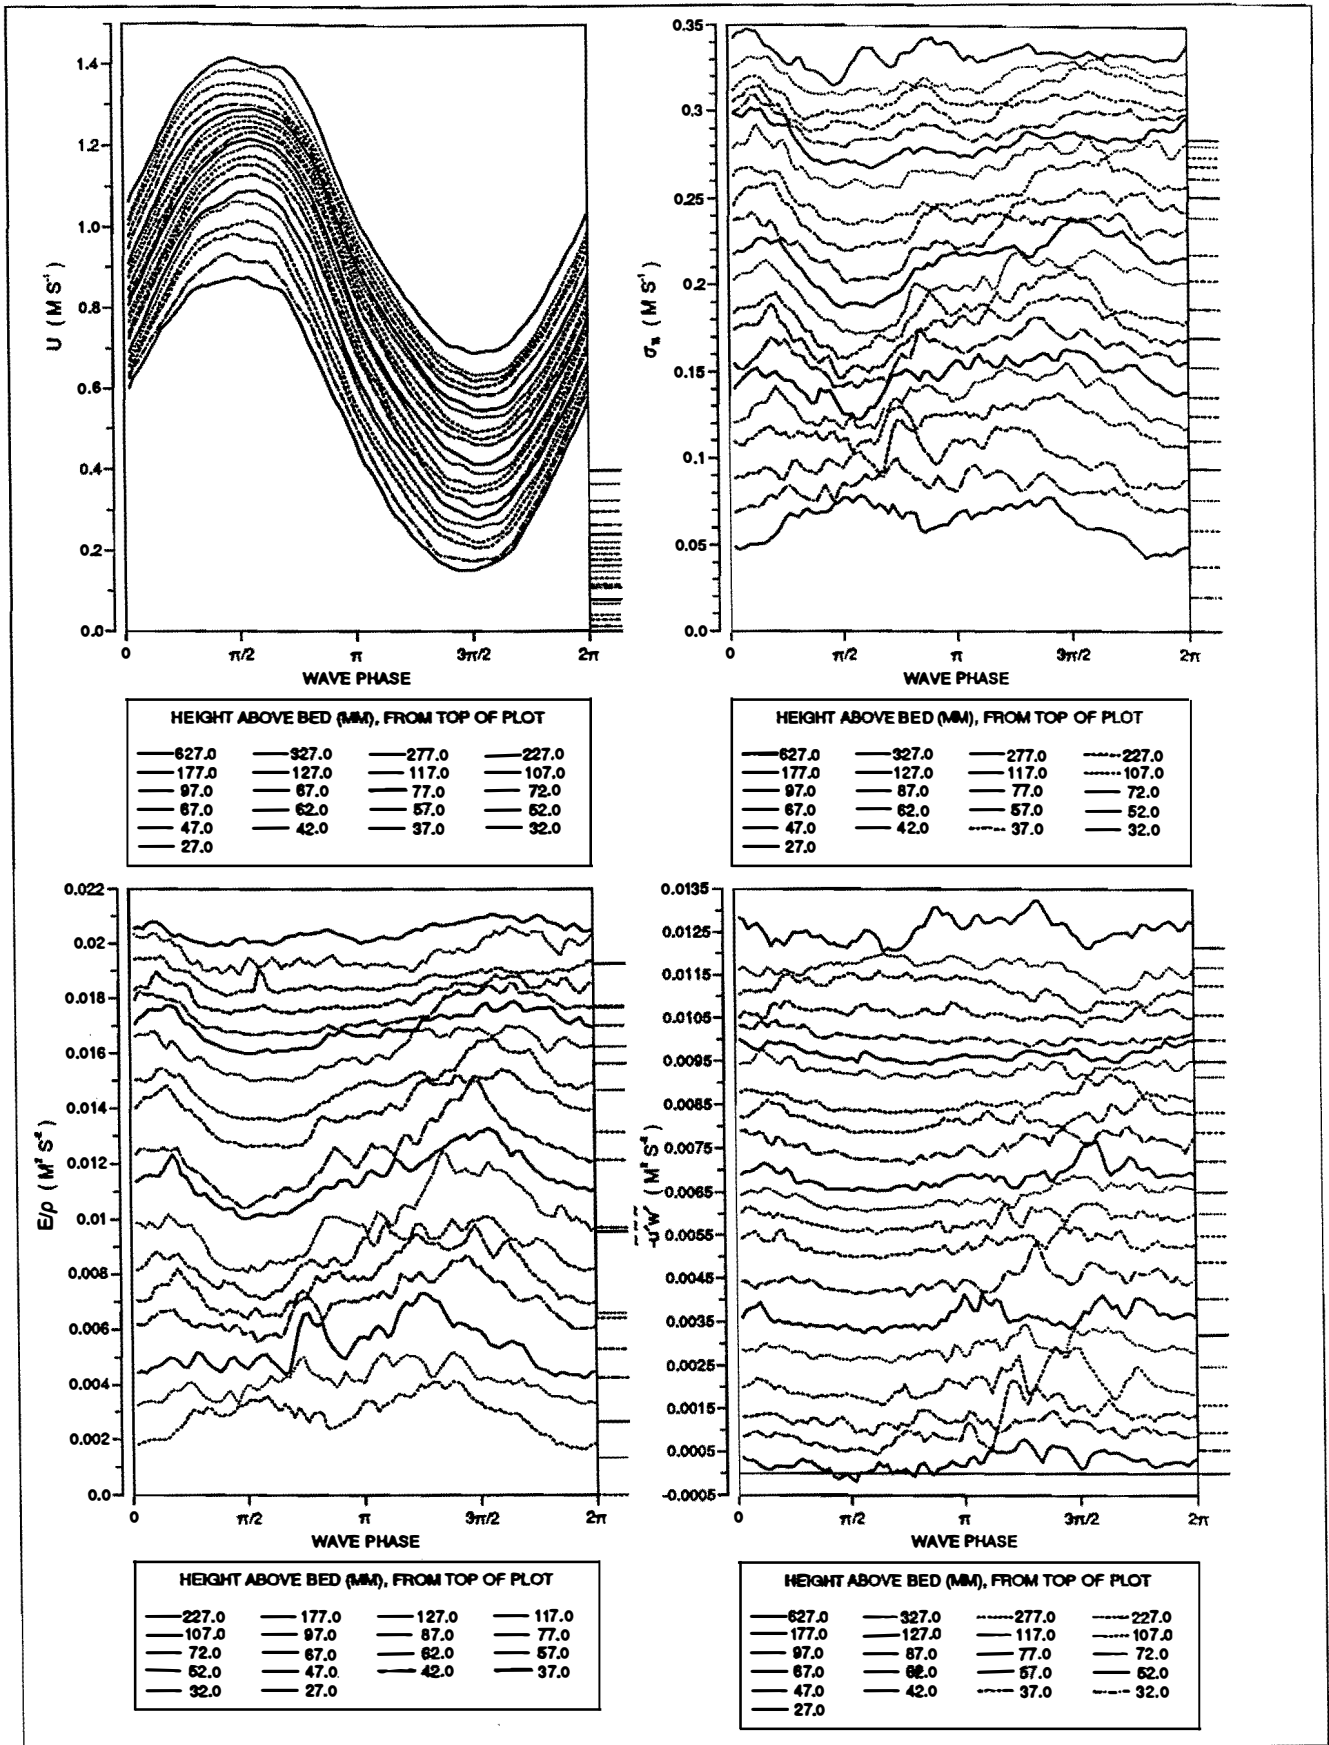 1.4
1.2
1.0
0.8
0.6
0.4
0.2
0.0
U ( M S⁻¹ )
0 π/2 π 3π/2 2π
WAVE PHASE
HEIGHT ABOVE BED (MM), FROM TOP OF PLOT
627.0 327.0 277.0 227.0
177.0 127.0 117.0 107.0
97.0 67.0 77.0 72.0
67.0 62.0 57.0 52.0
47.0 42.0 37.0 32.0
27.0
0.35
0.3
0.25
0.2
0.15
0.1
0.05
0.0
( M S⁻¹ )
0 π/2 π 3π/2 2π
WAVE PHASE
HEIGHT ABOVE BED (MM), FROM TOP OF PLOT
627.0 327.0 277.0 227.0
177.0 127.0 117.0 107.0
97.0 87.0 77.0 72.0
67.0 62.0 57.0 52.0
47.0 42.0 37.0 32.0
27.0
0.022
0.02
0.018
0.016
0.014
0.012
0.01
0.008
0.006
0.004
0.002
0.0
E/ρ ( M² S⁻² )
0 π/2 π 3π/2 2π
WAVE PHASE
HEIGHT ABOVE BED (MM), FROM TOP OF PLOT
227.0 177.0 127.0 117.0
107.0 97.0 87.0 77.0
72.0 67.0 62.0 57.0
52.0 47.0 42.0 37.0
32.0 27.0
0.0135
0.0125
0.0115
0.0105
0.0095
0.0085
0.0075
0.0065
0.0055
0.0045
0.0035
0.0025
0.0015
0.0005
-0.0005
-u'w' ( M² S⁻² )
0 π/2 π 3π/2 2π
WAVE PHASE
HEIGHT ABOVE BED (MM), FROM TOP OF PLOT
627.0 327.0 277.0 227.0
177.0 127.0 117.0 107.0
97.0 87.0 77.0 72.0
67.0 62.0 57.0 52.0
47.0 42.0 37.0 32.0
27.0